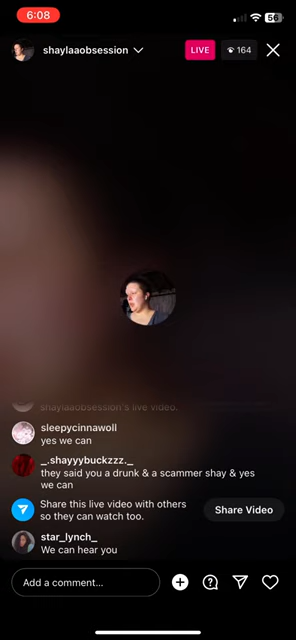 6:08
56
shaylaaobsession
LIVE
164
shaylaaobsession's live video.
sleepycinnawoll
yes we can
_.shayyybuckzzz._
they said you a drunk & a scammer shay & yes
we can
Share this live video with others
so they can watch too.
Share Video
star_lynch_
We can hear you
Add a comment...